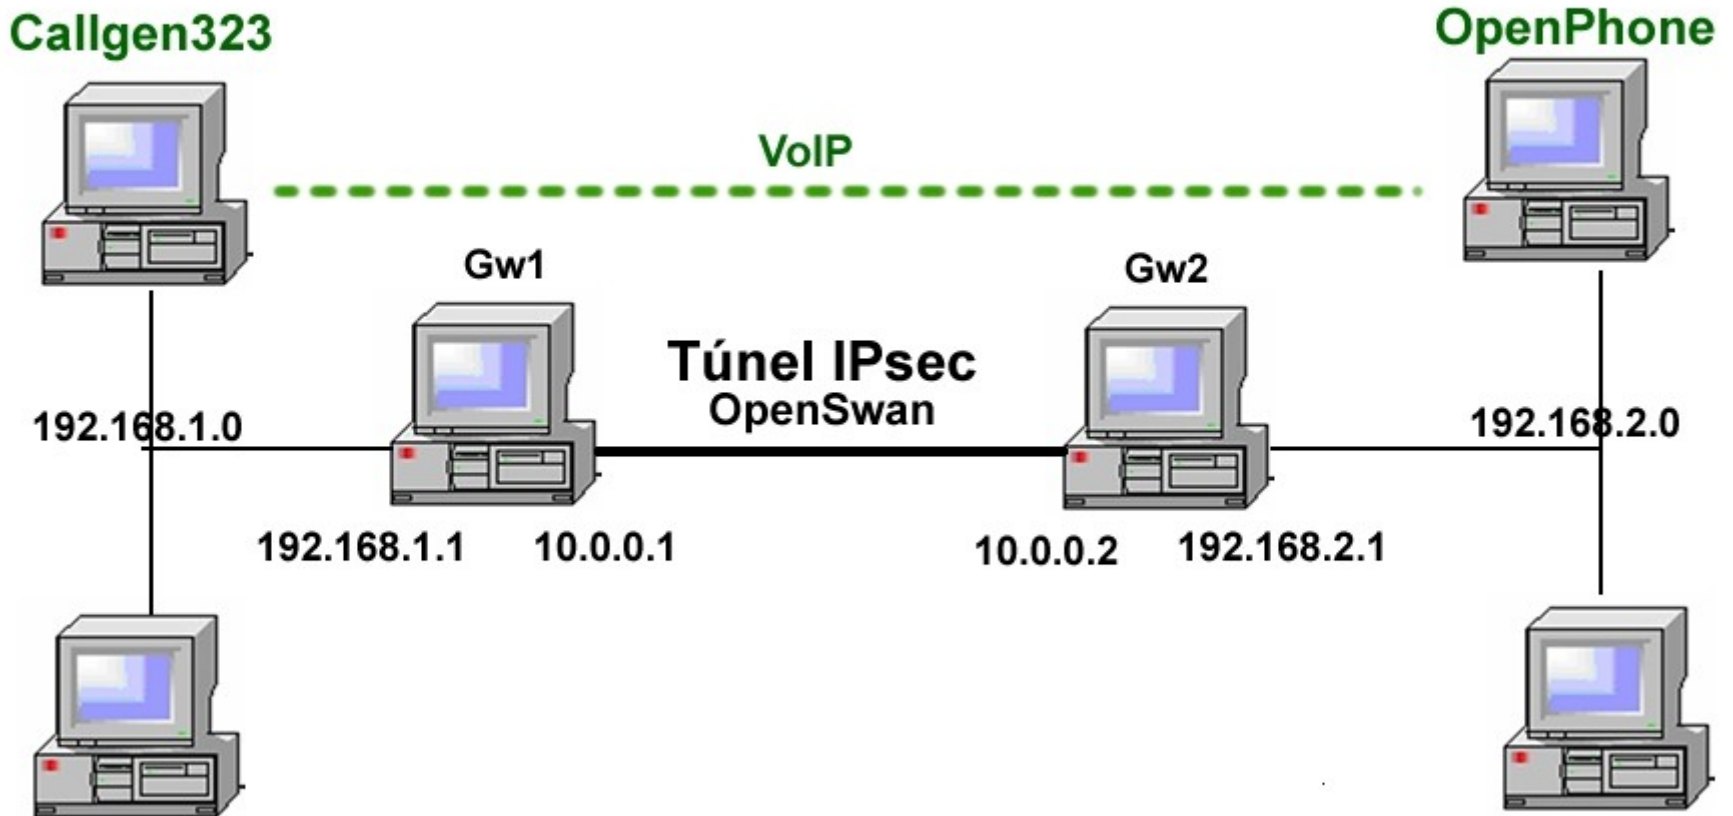 Callgen323
OpenPhone
VoIP
Gw1
Gw2
Túnel IPsec
OpenSwan
192.168.1.0
192.168.2.0
192.168.1.1
10.0.0.1
10.0.0.2
192.168.2.1